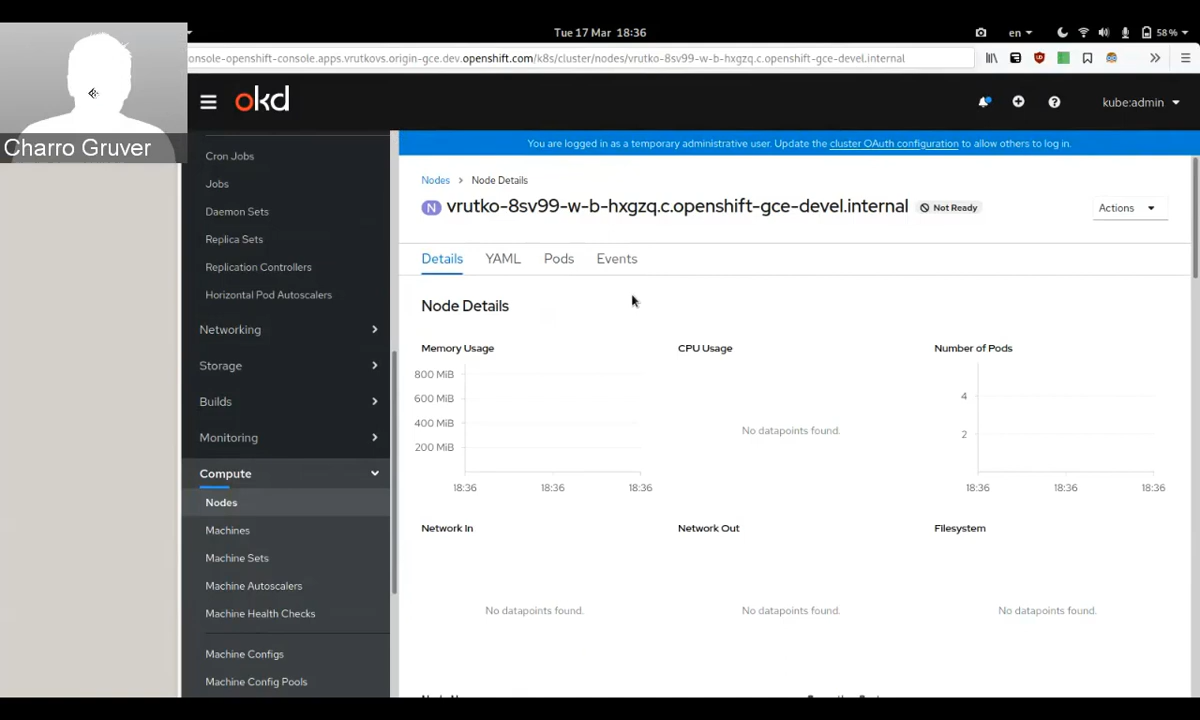 Tue 17 Mar 18:36
en
58 %
onsole-openshift-console.apps.vrutkovs.origin-gce.dev.openshift.com/k8s/cluster/nodes/vrutko-8sv99-w-b-hxgzq.c.openshift-gce-devel.internal
Charro Gruver
okd
kube:admin
You are logged in as a temporary administrative user. Update the cluster OAuth configuration to allow others to log in.
Cron Jobs
Jobs
Daemon Sets
Replica Sets
Replication Controllers
Horizontal Pod Autoscalers
Networking
Storage
Builds
Monitoring
Compute
Nodes
Machines
Machine Sets
Machine Autoscalers
Machine Health Checks
Machine Configs
Machine Config Pools
Nodes > Node Details
N vrutko-8sv99-w-b-hxgzq.c.openshift-gce-devel.internal Not Ready
Actions
Details YAML Pods Events
Node Details
Memory Usage
800 MiB
600 MiB
400 MiB
200 MiB
18:36 18:36 18:36
CPU Usage
No datapoints found.
Number of Pods
4
2
18:36 18:36 18:36
Network In
No datapoints found.
Network Out
No datapoints found.
Filesystem
No datapoints found.